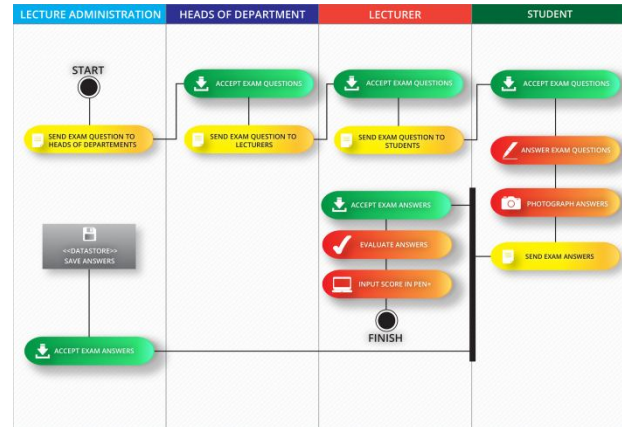 LECTURE ADMINISTRATION
HEADS OF DEPARTMENT
LECTURER
STUDENT
START
SEND EXAM QUESTION TO
HEADS OF DEPARTEMENTS
ACCEPT EXAM QUESTIONS
SEND EXAM QUESTION TO
LECTURERS
ACCEPT EXAM QUESTIONS
SEND EXAM QUESTION TO
STUDENTS
ACCEPT EXAM QUESTIONS
ANSWER EXAM QUESTIONS
PHOTOGRAPH ANSWERS
SEND EXAM ANSWERS
ACCEPT EXAM ANSWERS
EVALUATE ANSWERS
INPUT SCORE IN PEN+
FINISH
<<DATASTORE>>
SAVE ANSWERS
ACCEPT EXAM ANSWERS